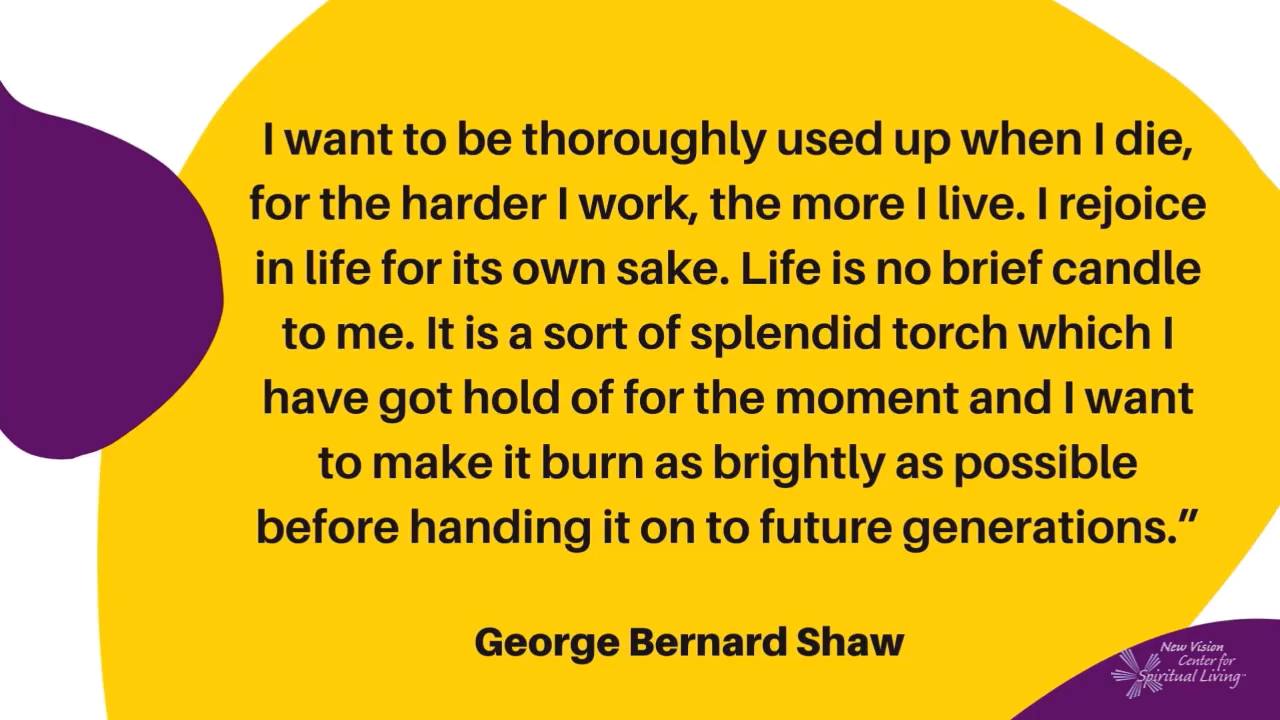 I want to be thoroughly used up when I die,
for the harder I work, the more I live. I rejoice
in life for its own sake. Life is no brief candle
to me. It is a sort of splendid torch which I
have got hold of for the moment and I want
to make it burn as brightly as possible
before handing it on to future generations.”
George Bernard Shaw
New Vision
Center for
Spiritual Living™